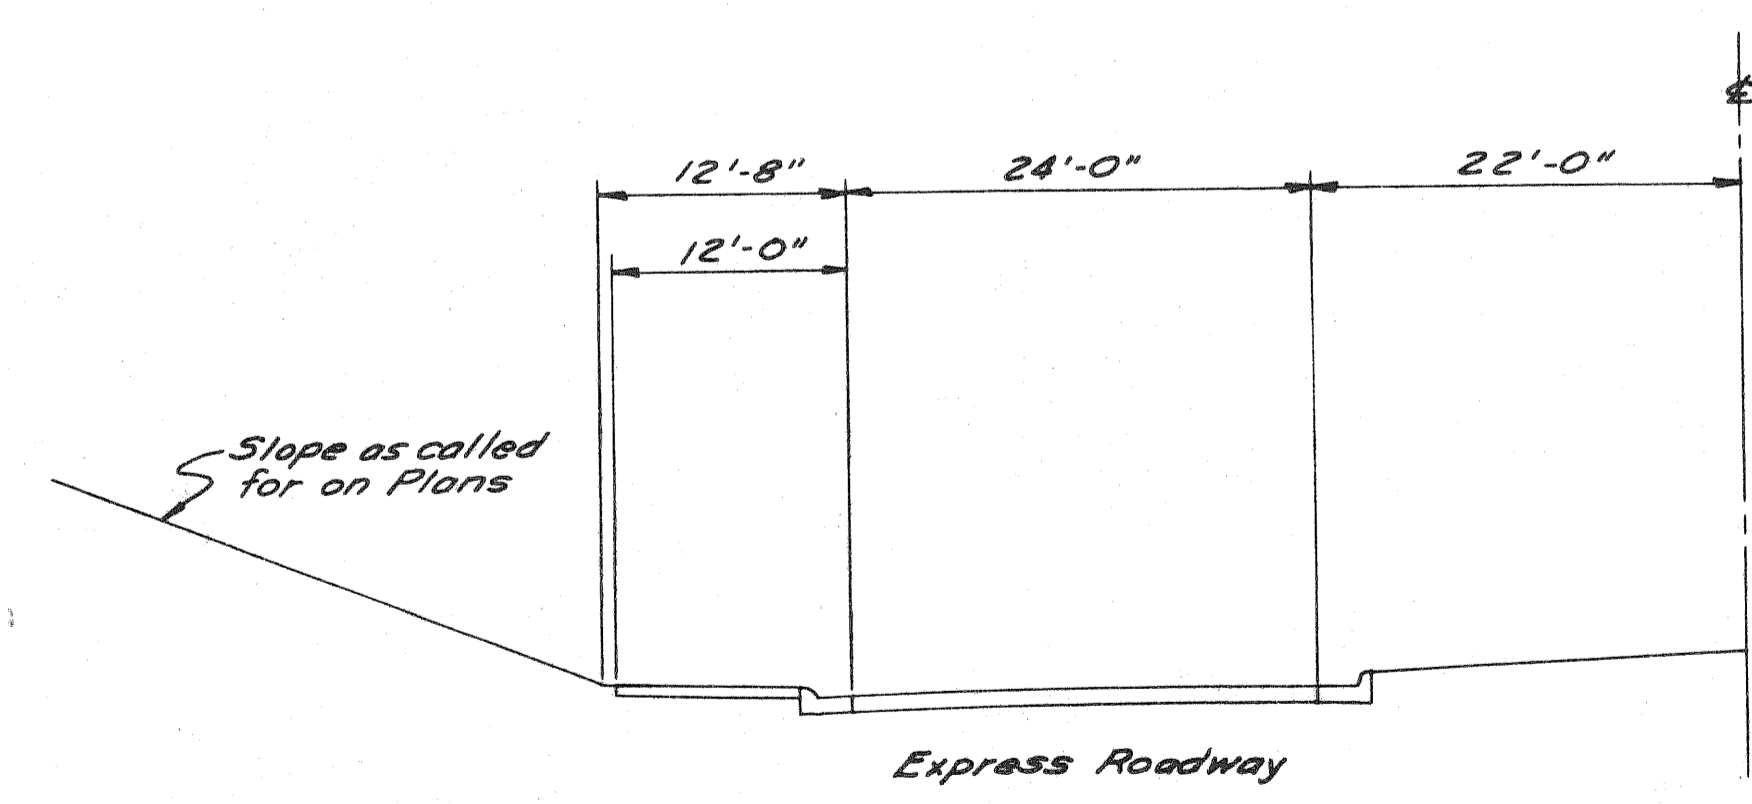 ℄
12'-8"
24'-0"
22'-0"
12'-0"
Slope as called
for on Plans
Express Roadway